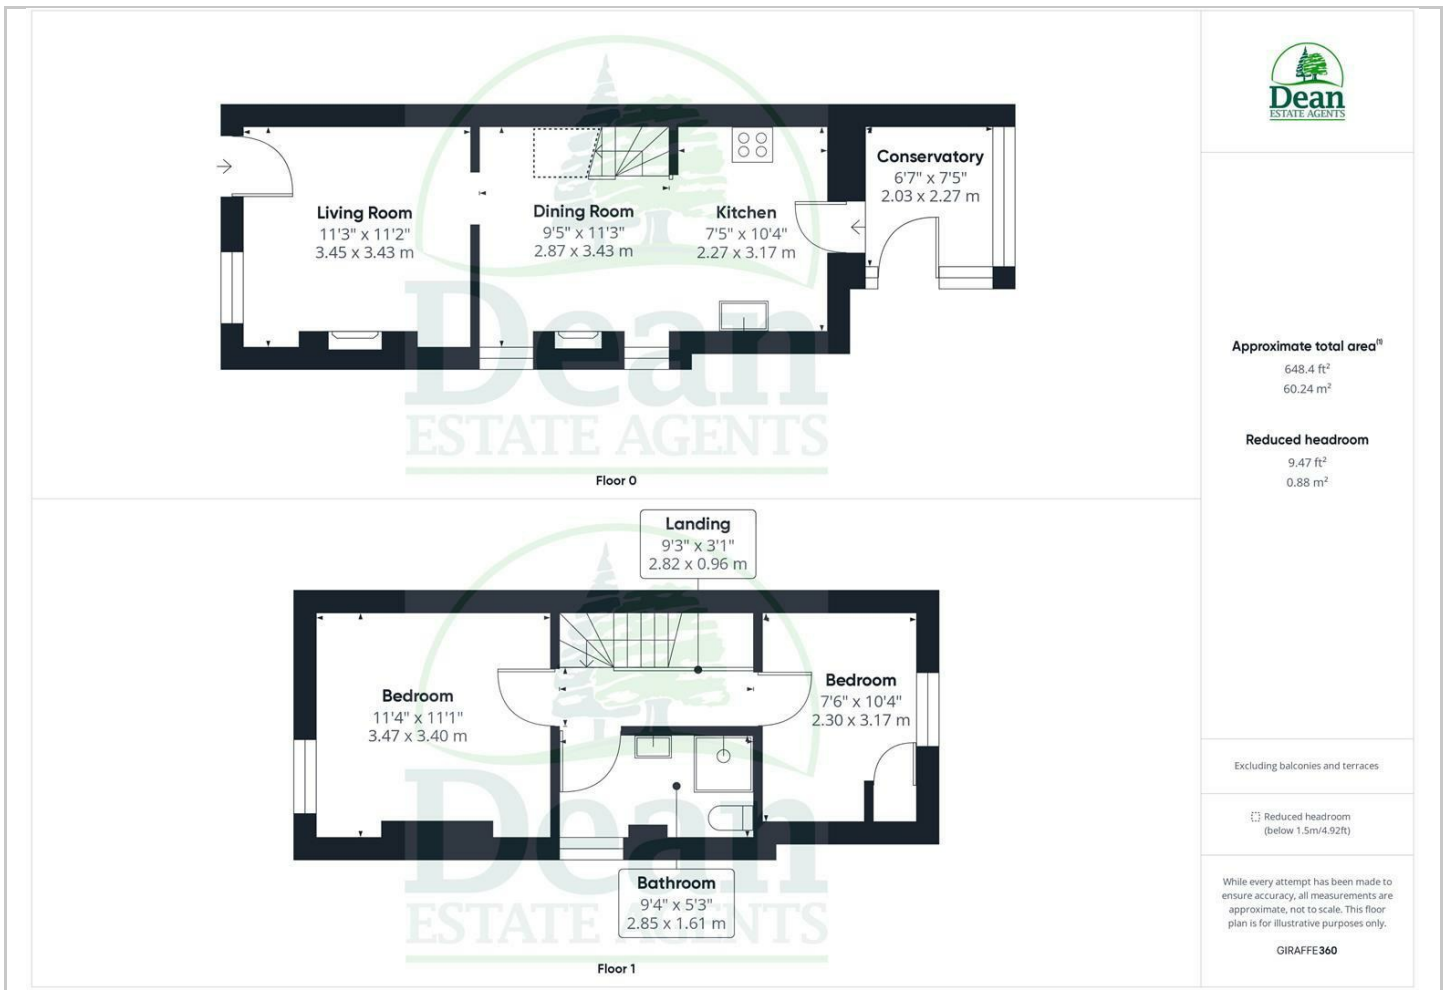 Dean
ESTATE AGENTS
Living Room
11'3" x 11'2"
3.45 x 3.43 m
Dining Room
9'5" x 11'3"
2.87 x 3.43 m
Kitchen
7'5" x 10'4"
2.27 x 3.17 m
Conservatory
6'7" x 7'5"
2.03 x 2.27 m
Dean
ESTATE AGENTS
Floor 0
Approximate total area(1)
648.4 ft²
60.24 m²
Reduced headroom
9.47 ft²
0.88 m²
Landing
9'3" x 3'1"
2.82 x 0.96 m
Bedroom
11'4" x 11'1"
3.47 x 3.40 m
Bedroom
7'6" x 10'4"
2.30 x 3.17 m
Bathroom
9'4" x 5'3"
2.85 x 1.61 m
Dean
ESTATE AGENTS
Floor 1
Excluding balconies and terraces
Reduced headroom
(below 1.5m/4.92ft)
While every attempt has been made to
ensure accuracy, all measurements are
approximate, not to scale. This floor
plan is for illustrative purposes only.
GIRAFFE360